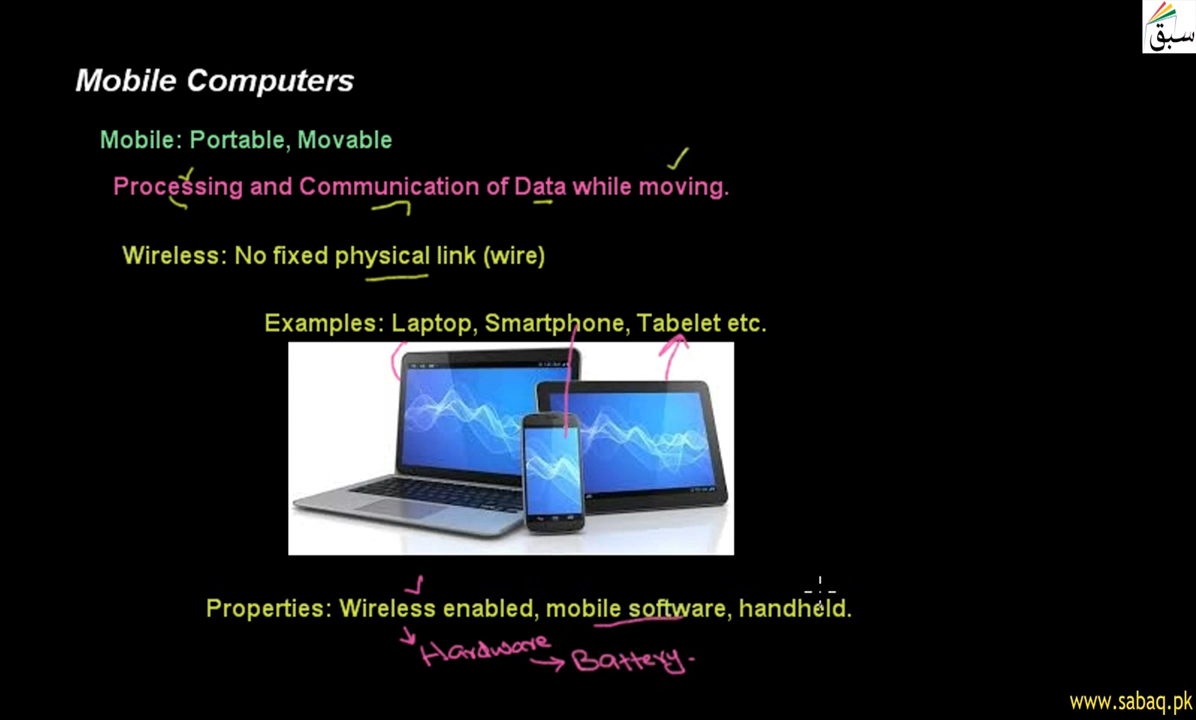 سبق
Mobile Computers
Mobile: Portable, Movable
Processing and Communication of Data while moving.
Wireless: No fixed physical link (wire)
Examples: Laptop, Smartphone, Tabelet etc.
Properties: Wireless enabled, mobile software, handheld.
Hardware → Battery.
www.sabaq.pk